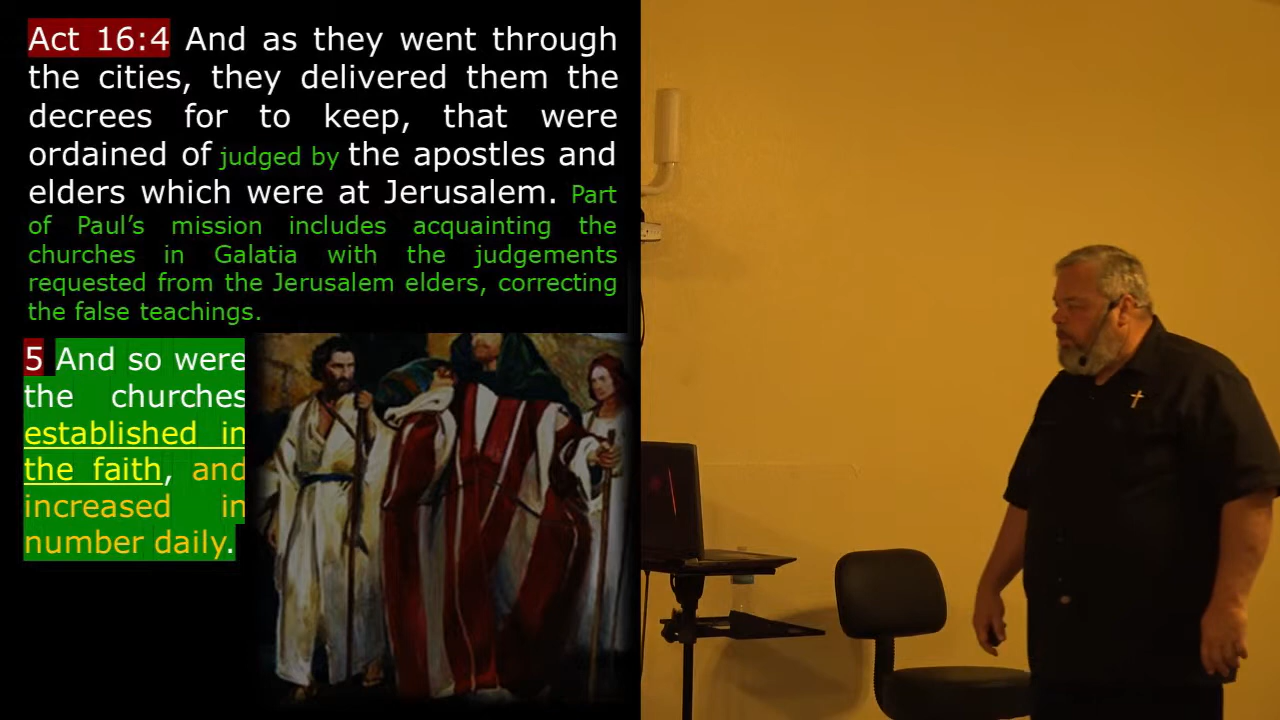 Act 16:4 And as they went through
the cities, they delivered them the
decrees for to keep, that were
ordained of judged by the apostles and
elders which were at Jerusalem. Part
of Paul’s mission includes acquainting the
churches in Galatia with the judgements
requested from the Jerusalem elders, correcting
the false teachings.
5 And so were
the churches
established in
the faith, and
increased in
number daily.